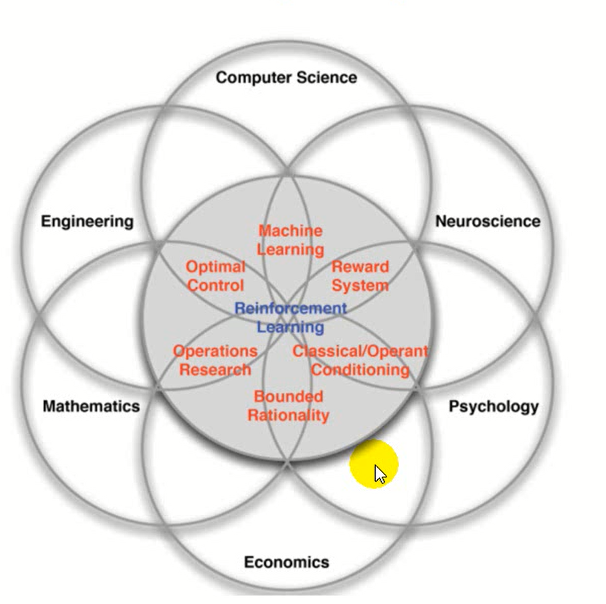 Computer Science
Engineering
Neuroscience
Machine
Learning
Optimal
Control
Reward
System
Reinforcement
Learning
Operations
Research
Classical/Operant
Conditioning
Bounded
Rationality
Mathematics
Psychology
Economics